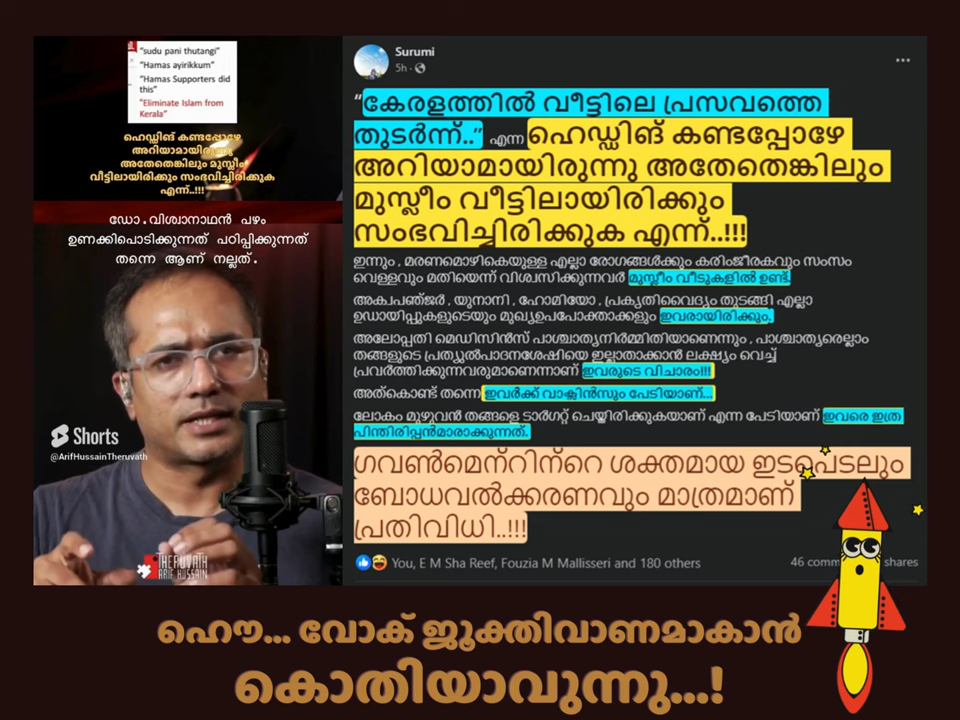 "sudu pani thutangi"
"Hamas ayirikkum"
"Hamas Supporters did
this"
"Eliminate Islam from
Kerala"
ഹെഡ്ഡിങ് കണ്ടപ്പോഴേ
അറിയാമായിരുന്നു
അതേതെങ്കിലും മുസ്ലീം
വീട്ടിലായിരിക്കും സംഭവിച്ചിരിക്കുക
എന്ന്..!!!
ഡോ.വിശ്വാനാഥൻ പഴം
ഉണക്കിപൊടിക്കുന്നത് പഠിപ്പിക്കുന്നത്
തന്നെ ആണ് നല്ലത്.
Shorts
@ArifHussainTheruvath
THERUVATH
ARIF HUSSAIN
Surumi
5h
"കേരളത്തിൽ വീട്ടിലെ പ്രസവത്തെ
തുടർന്ന്.." എന്ന ഹെഡ്ഡിങ് കണ്ടപ്പോഴേ
അറിയാമായിരുന്നു അതേതെങ്കിലും
മുസ്ലീം വീട്ടിലായിരിക്കും
സംഭവിച്ചിരിക്കുക എന്ന്..!!!
ഇന്നും , മരണമൊഴികെയുള്ള എല്ലാ രോഗങ്ങൾക്കും കരിംജീരകവും സംസം
വെള്ളവും മതിയെന്ന് വിശ്വസിക്കുന്നവർ മുസ്ലീം വീടുകളിൽ ഉണ്ട്.
അക്വപഞ്ചർ , യുനാനി , ഹോമിയോ , പ്രകൃതിവൈദ്യം തുടങ്ങി എല്ലാ
ഉഡായിപ്പുകളുടെയും മുഖ്യഉപപോക്താക്കളും ഇവരായിരിക്കും.
അലോപ്പതി മെഡിസിൻസ് പാശ്ചാത്യനിർമ്മിതിയാണെന്നും , പാശ്ചാത്യരെല്ലാം
തങ്ങളുടെ പ്രത്യുൽപാദനശേഷിയെ ഇല്ലാതാക്കാൻ ലക്ഷ്യം വെച്ച്
പ്രവർത്തിക്കുന്നവരുമാണെന്നാണ് ഇവരുടെ വിചാരം!!!
അത്കൊണ്ട് തന്നെ ഇവർക്ക് വാക്സിൻസും പേടിയാണ്...
ലോകം മുഴുവൻ തങ്ങളെ ടാർഗറ്റ് ചെയ്തിരിക്കുകയാണ് എന്ന പേടിയാണ് ഇവരെ ഇത്ര
പിന്തിരിപ്പൻമാരാക്കുന്നത്.
ഗവൺമെന്റിന്റെ ശക്തമായ ഇടപെടലും
ബോധവൽക്കരണവും മാത്രമാണ്
പ്രതിവിധി..!!!
You, E M Sha Reef, Fouzia M Mallisseri and 180 others
46 comm shares
ഹൌ... വോക് ജൂക്തിവാണമാകാൻ
കൊതിയാവുന്നു...!